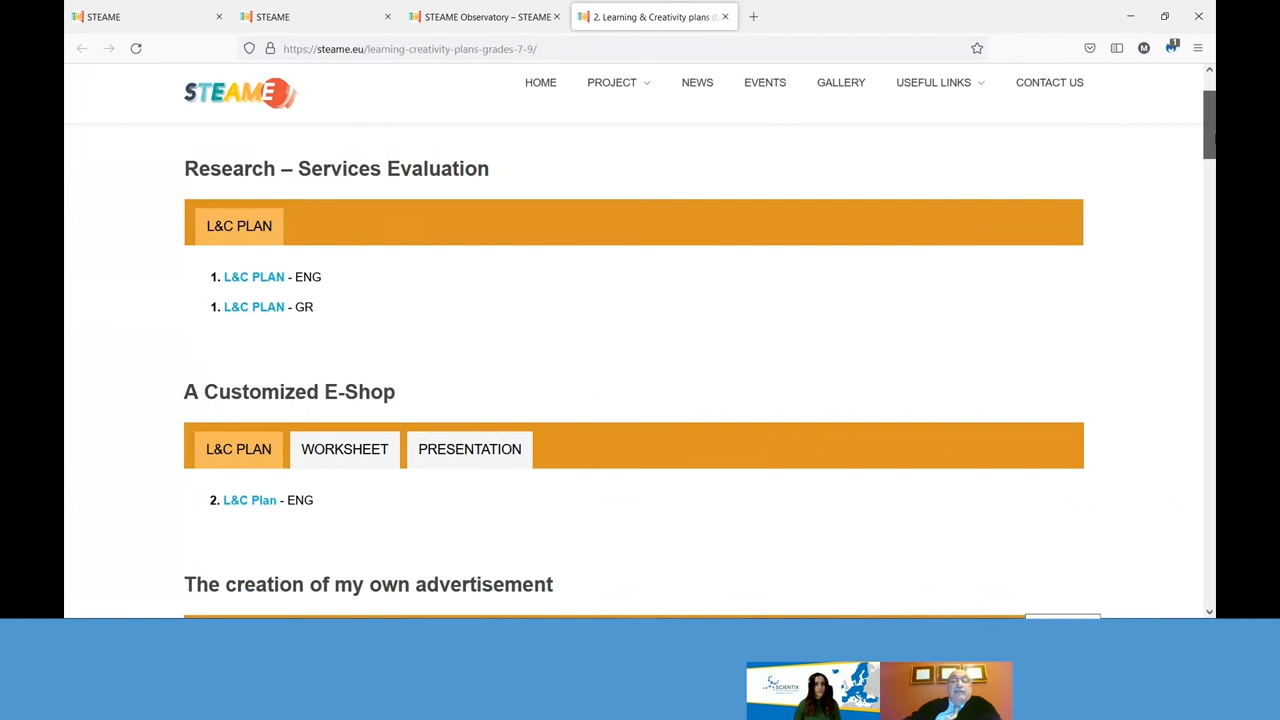 STEAME
STEAME
STEAME Observatory – STEAME
2. Learning & Creativity plans (
https://steame.eu/learning-creativity-plans-grades-7-9/
M
1
STEAME
HOME
PROJECT
NEWS
EVENTS
GALLERY
USEFUL LINKS
CONTACT US
Research – Services Evaluation
L&C PLAN
1. L&C PLAN - ENG
1. L&C PLAN - GR
A Customized E-Shop
L&C PLAN
WORKSHEET
PRESENTATION
2. L&C Plan - ENG
The creation of my own advertisement
SCIENTIX